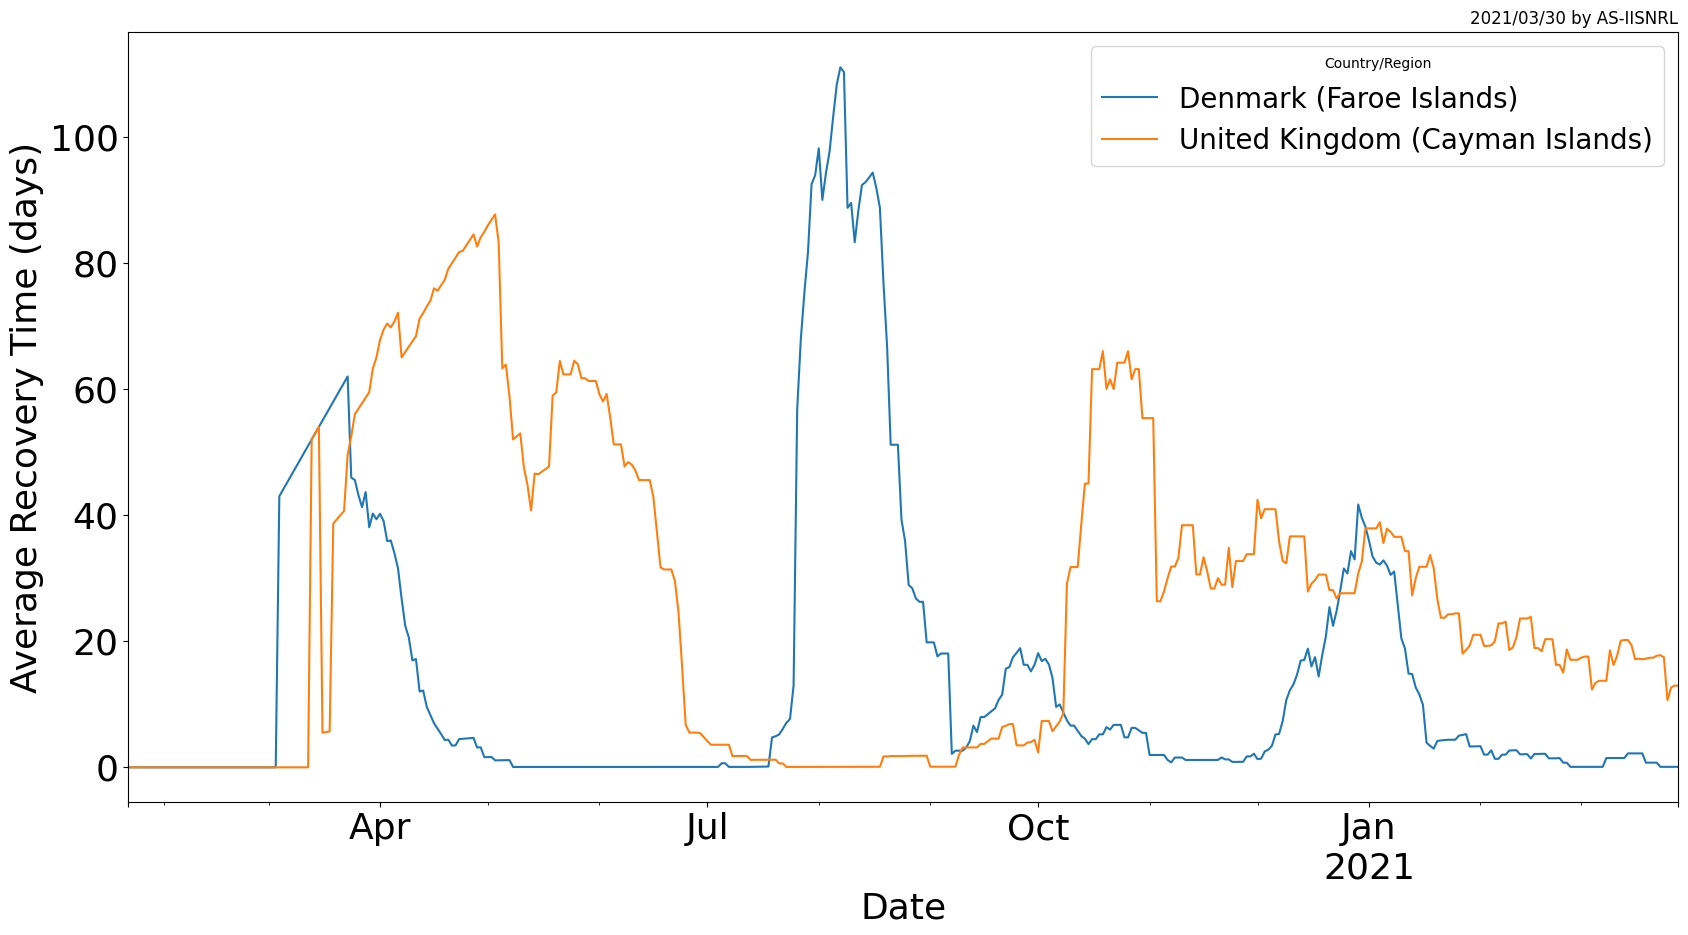 2021/03/30 by AS-IISNRL
Country/Region
Denmark (Faroe Islands)
United Kingdom (Cayman Islands)
Average Recovery Time (days)
100
80
60
40
20
0
Apr
Jul
Oct
Jan
2021
Date